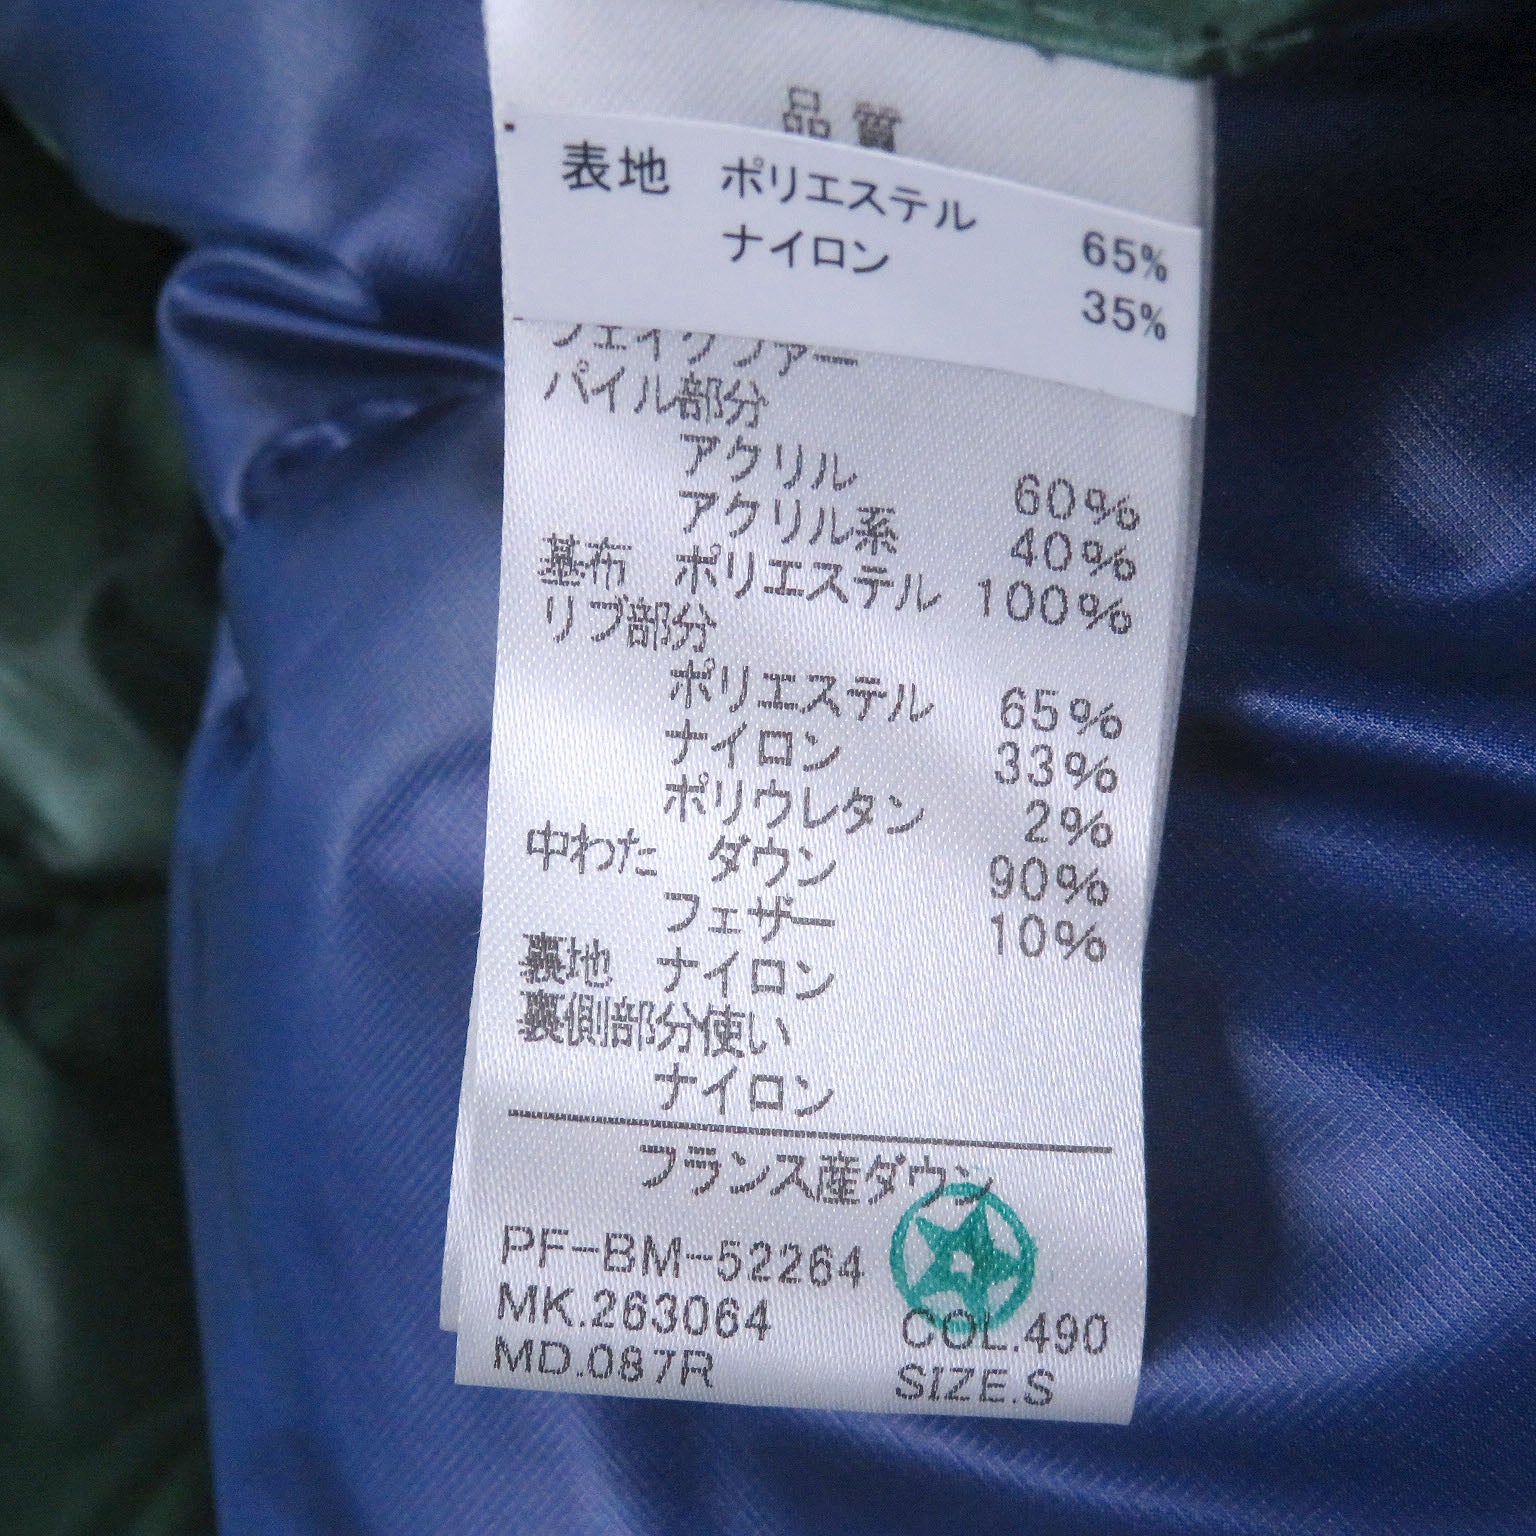 品質
表地 ポリエステル 65%
ナイロン 35%
フェイクファー
パイル部分
アクリル 60%
アクリル系 40%
基布 ポリエステル 100%
リブ部分
ポリエステル 65%
ナイロン 33%
ポリウレタン 2%
中わた ダウン 90%
フェザー 10%
裏地 ナイロン
裏側部分使い
ナイロン
フランス産ダウン
PF-BM-52264
MK.263064 COL.490
MD.087R SIZE.S